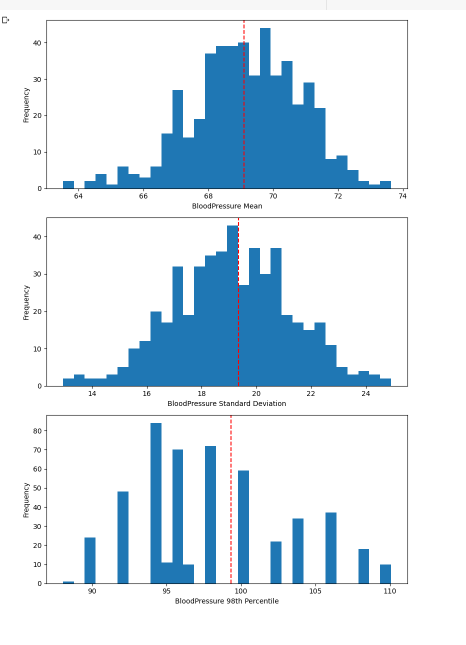 40
30
20
10
0
Frequency
64 66 68 70 72 74
BloodPressure Mean
40
30
20
10
0
Frequency
14 16 18 20 22 24
BloodPressure Standard Deviation
80
70
60
50
40
30
20
10
0
Frequency
90 95 100 105 110
BloodPressure 98th Percentile